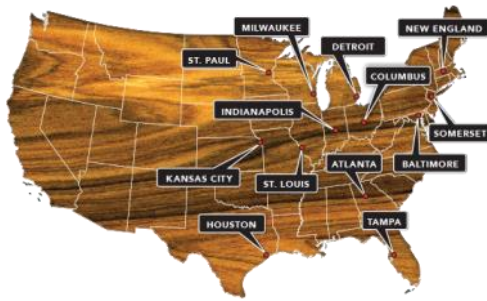 MILWAUKEE
NEW ENGLAND
DETROIT
ST. PAUL
COLUMBUS
INDIANAPOLIS
SOMERSET
KANSAS CITY
ST. LOUIS
ATLANTA
BALTIMORE
HOUSTON
TAMPA